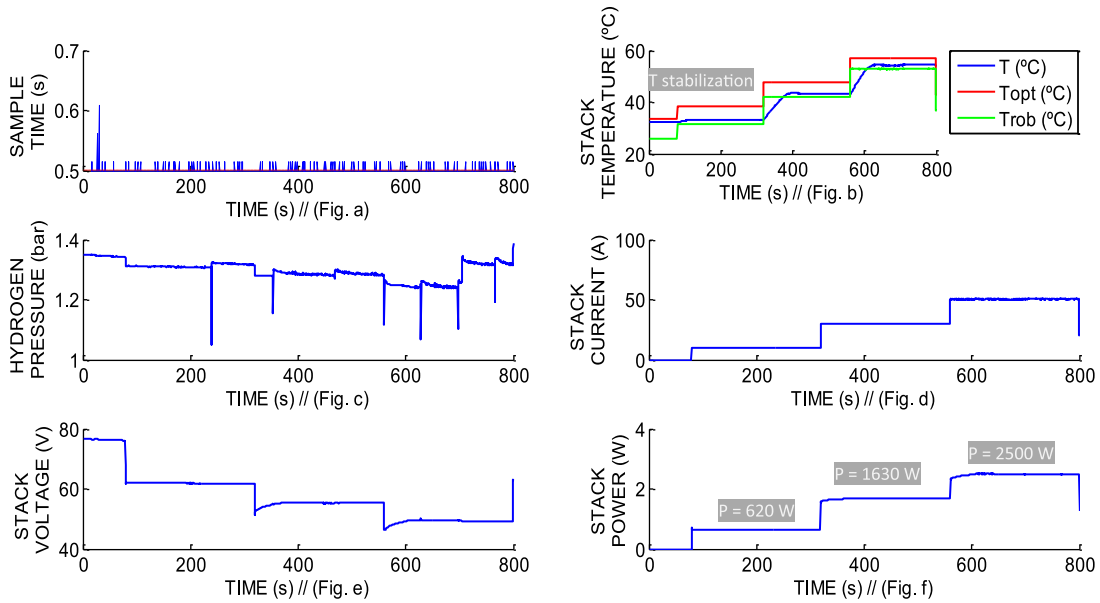 0.7
0.6
0.5
SAMPLE
TIME (s)
0 200 400 600 800
TIME (s) // (Fig. a)
60
40
20
STACK
TEMPERATURE (ºC)
T stabilization
0 200 400 600 800
TIME (s) // (Fig. b)
T (ºC)
Topt (ºC)
Trob (ºC)
1.4
1.2
1
HYDROGEN
PRESSURE (bar)
0 200 400 600 800
TIME (s) // (Fig. c)
100
50
0
STACK
CURRENT (A)
0 200 400 600 800
TIME (s) // (Fig. d)
80
60
40
STACK
VOLTAGE (V)
0 200 400 600 800
TIME (s) // (Fig. e)
4
2
0
STACK
POWER (W)
P = 620 W
P = 1630 W
P = 2500 W
0 200 400 600 800
TIME (s) // (Fig. f)